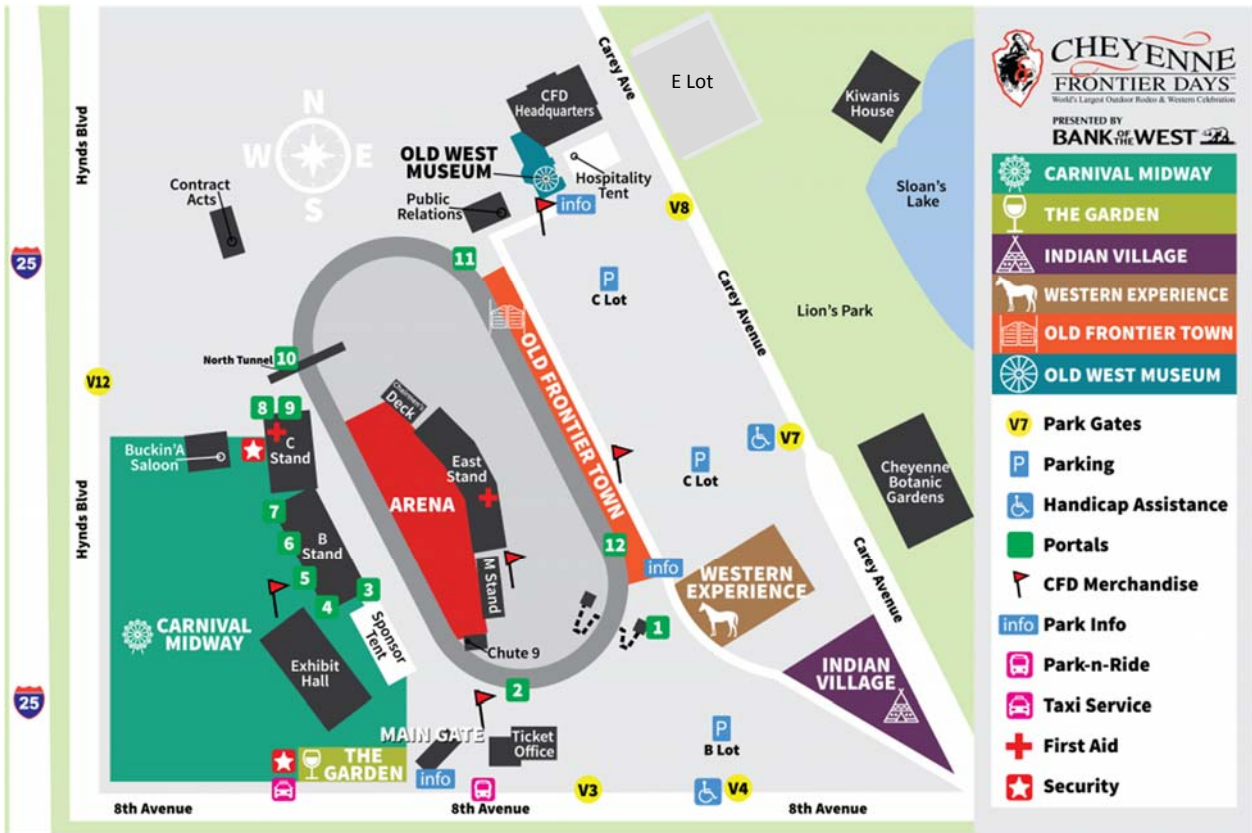 Hynds Blvd
Carey Ave
E Lot
CFD
Headquarters
Kiwanis
House
N
W
E
S
OLD WEST
MUSEUM
Hospitality
Tent
Contract
Acts
Public
Relations
info
V8
Sloan's
Lake
25
11
P
C Lot
Carey Avenue
Lion's Park
North Tunnel
10
V12
OLD FRONTIER TOWN
Chairmen's
Deck
8
9
C
Stand
Buckin'A
Saloon
East
Stand
ARENA
P
C Lot
V7
Cheyenne
Botanic
Gardens
Hynds Blvd
7
6
B
Stand
5
4
3
12
M Stand
info
WESTERN
EXPERIENCE
Carey Avenue
CARNIVAL
MIDWAY
Sponsor
Tent
Exhibit
Hall
Chute 9
1
2
INDIAN
VILLAGE
25
MAIN GATE
Ticket
Office
P
B Lot
THE
GARDEN
info
V3
V4
8th Avenue
8th Avenue
8th Avenue
CHEYENNE
FRONTIER DAYS™
World's Largest Outdoor Rodeo & Western Celebration
PRESENTED BY
BANK OF THE WEST
CARNIVAL MIDWAY
THE GARDEN
INDIAN VILLAGE
WESTERN EXPERIENCE
OLD FRONTIER TOWN
OLD WEST MUSEUM
V7 Park Gates
P Parking
Handicap Assistance
Portals
CFD Merchandise
info Park Info
Park-n-Ride
Taxi Service
First Aid
Security